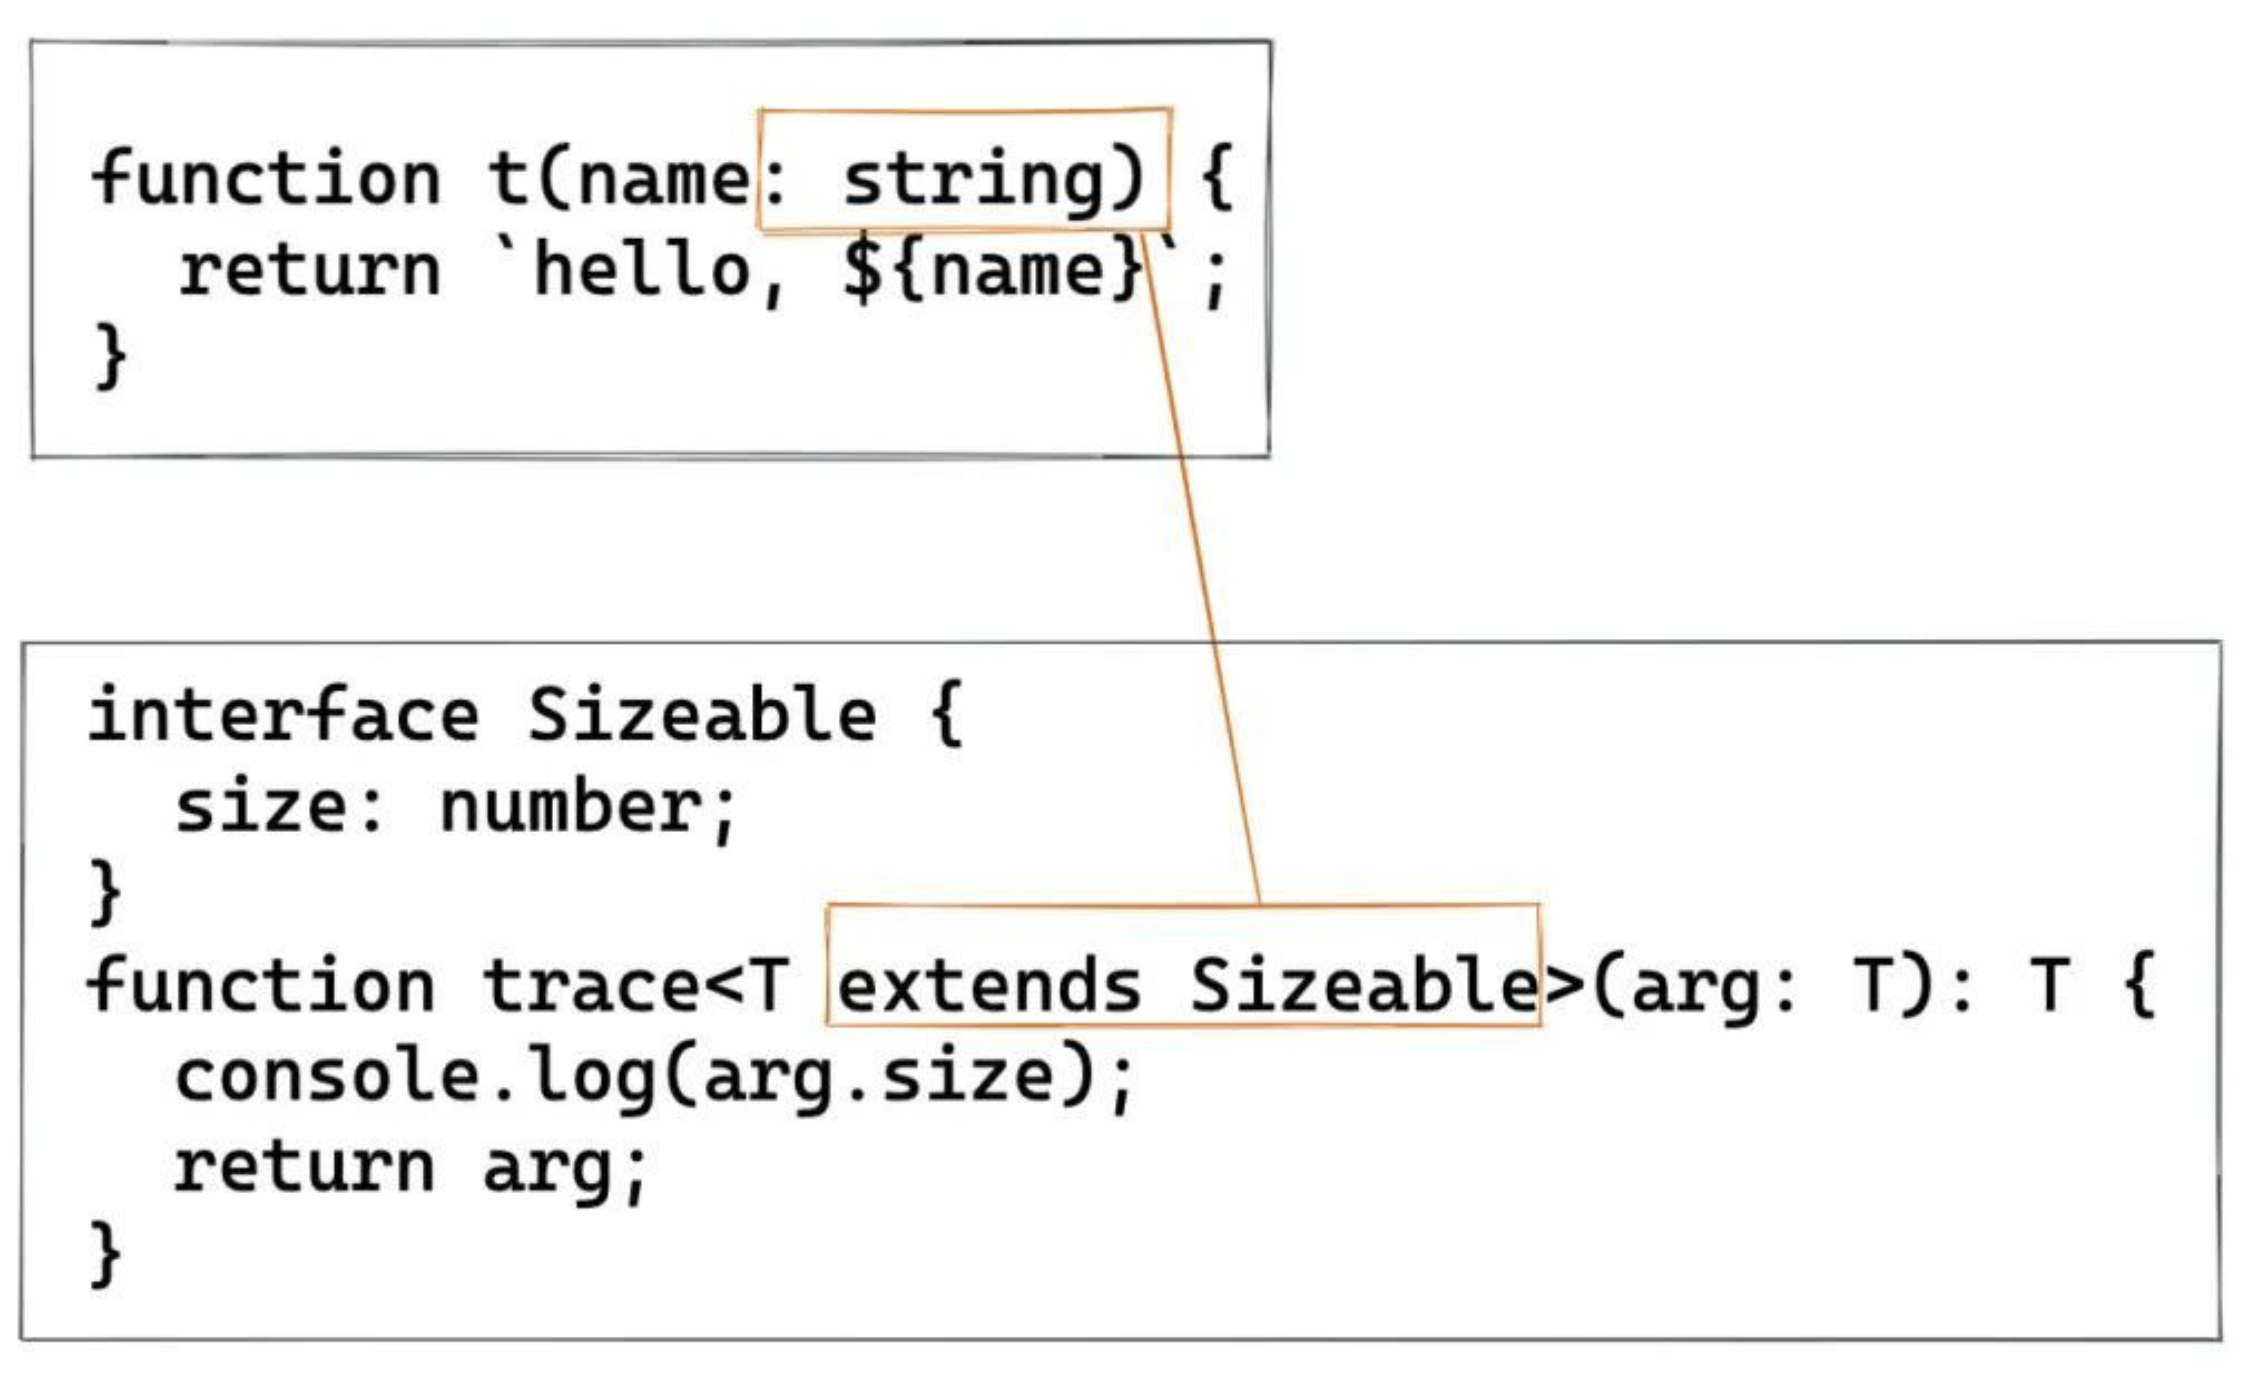 function t(name: string) {
  return `hello, ${name}`;
}
interface Sizeable {
  size: number;
}
function trace<T extends Sizeable>(arg: T): T {
  console.log(arg.size);
  return arg;
}